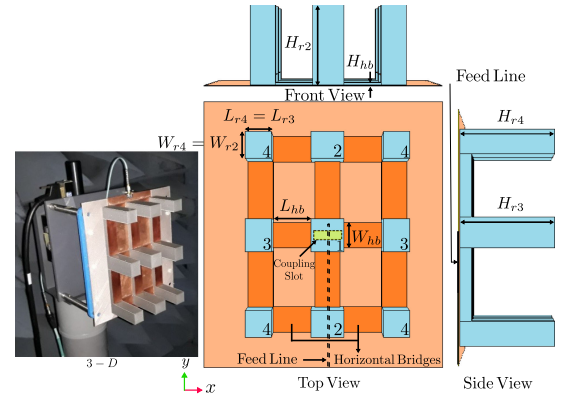 H_{r2}
H_{hb}
Front View
Feed Line
L_{r4} = L_{r3}
W_{r4} = W_{r2}
4
2
4
H_{r4}
L_{hb}
3
W_{hb}
3
H_{r3}
Coupling
Slot
4
2
4
Feed Line
Horizontal Bridges
3 − D
y
x
Top View
Side View